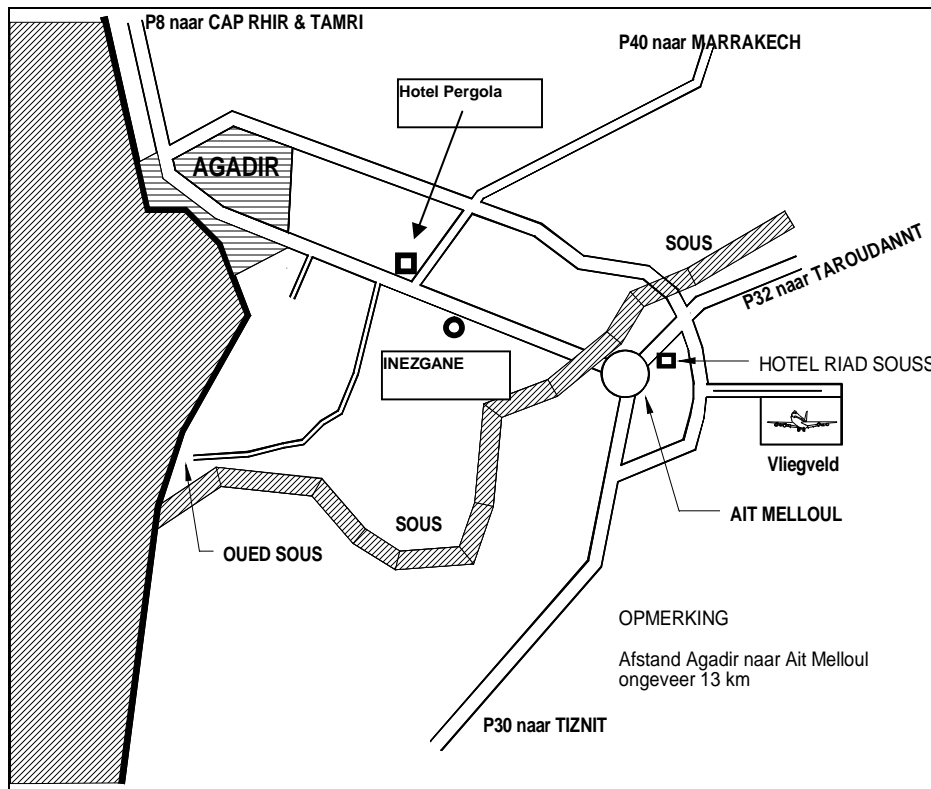 P8 naar CAP RHIR & TAMRI
P40 naar MARRAKECH
Hotel Pergola
AGADIR
SOUS
P32 naar TAROUDANNT
INEZGANE
HOTEL RIAD SOUSS
Vliegveld
SOUS
AIT MELLOUL
OUED SOUS
OPMERKING
Afstand Agadir naar Ait Melloul
ongeveer 13 km
P30 naar TIZNIT